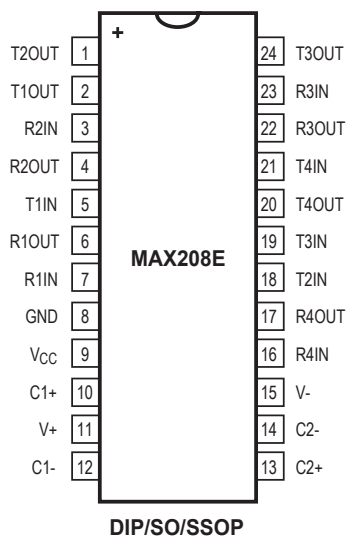 +
T2OUT 1 24 T3OUT
T1OUT 2 23 R3IN
R2IN 3 22 R3OUT
R2OUT 4 21 T4IN
T1IN 5 20 T4OUT
R1OUT 6 19 T3IN
R1IN 7 18 T2IN
MAX208E
GND 8 17 R4OUT
VCC 9 16 R4IN
C1+ 10 15 V-
V+ 11 14 C2-
C1- 12 13 C2+
DIP/SO/SSOP